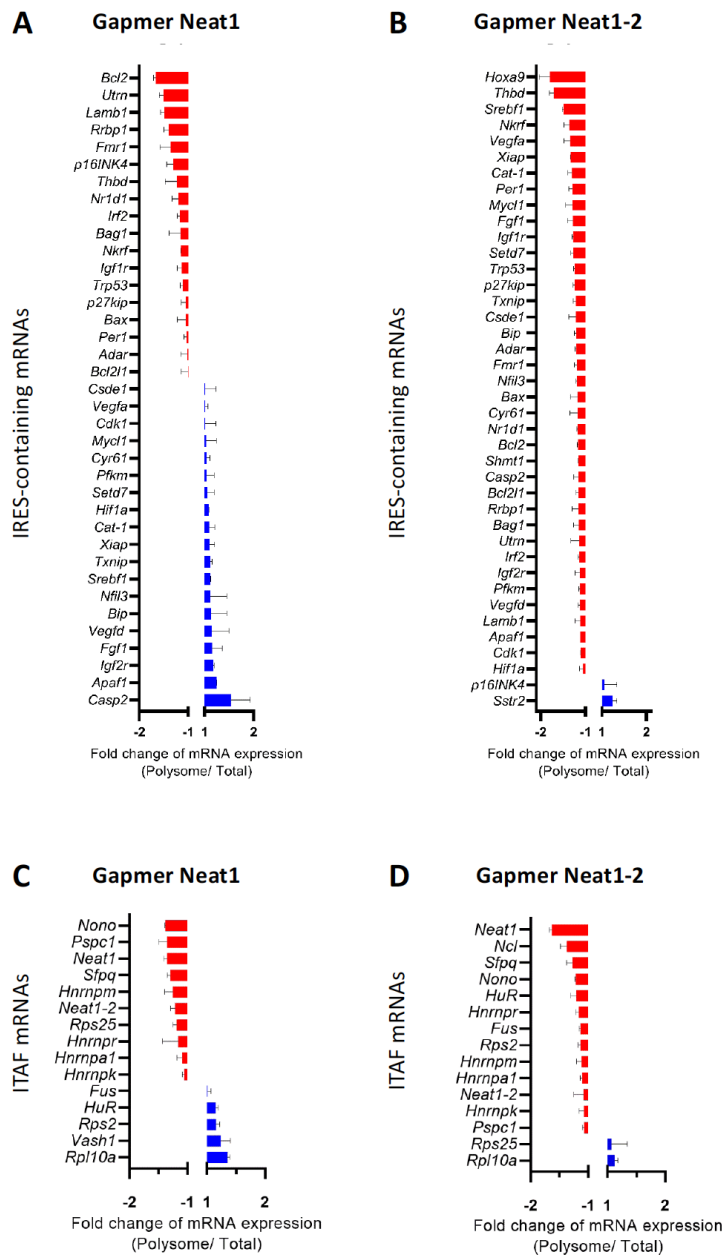 A Gapmer Neat1
Bcl2
Utrn
Lamb1
Rrbp1
Fmr1
p16INK4
Thbd
Nr1d1
Irf2
Bag1
Nkrf
Igf1r
Trp53
p27kip
Bax
Per1
Adar
Bcl2l1
Csde1
Vegfa
Cdk1
Mycl1
Cyr61
Pfkm
Setd7
Hif1a
Cat-1
Xiap
Txnip
Srebf1
Nfil3
Bip
Vegfd
Fgf1
Igf2r
Apaf1
Casp2
IRES-containing mRNAs
-2 -1 1 2
Fold change of mRNA expression
(Polysome/ Total)
B Gapmer Neat1-2
Hoxa9
Thbd
Srebf1
Nkrf
Vegfa
Xiap
Cat-1
Per1
Mycl1
Fgf1
Igf1r
Setd7
Trp53
p27kip
Txnip
Csde1
Bip
Adar
Fmr1
Nfil3
Bax
Cyr61
Nr1d1
Bcl2
Shmt1
Casp2
Bcl2l1
Rrbp1
Bag1
Utrn
Irf2
Igf2r
Pfkm
Vegfd
Lamb1
Apaf1
Cdk1
Hif1a
p16INK4
Sstr2
IRES-containing mRNAs
-2 -1 1 2
Fold change of mRNA expression
(Polysome/ Total)
C Gapmer Neat1
Nono
Pspc1
Neat1
Sfpq
Hnrnpm
Neat1-2
Rps25
Hnrnpr
Hnrnpa1
Hnrnpk
Fus
HuR
Rps2
Vash1
Rpl10a
ITAF mRNAs
-2 -1 1 2
Fold change of mRNA expression
(Polysome/ Total)
D Gapmer Neat1-2
Neat1
Ncl
Sfpq
Nono
HuR
Hnrnpr
Fus
Rps2
Hnrnpm
Hnrnpa1
Neat1-2
Hnrnpk
Pspc1
Rps25
Rpl10a
ITAF mRNAs
-2 -1 1 2
Fold change of mRNA expression
(Polysome/ Total)